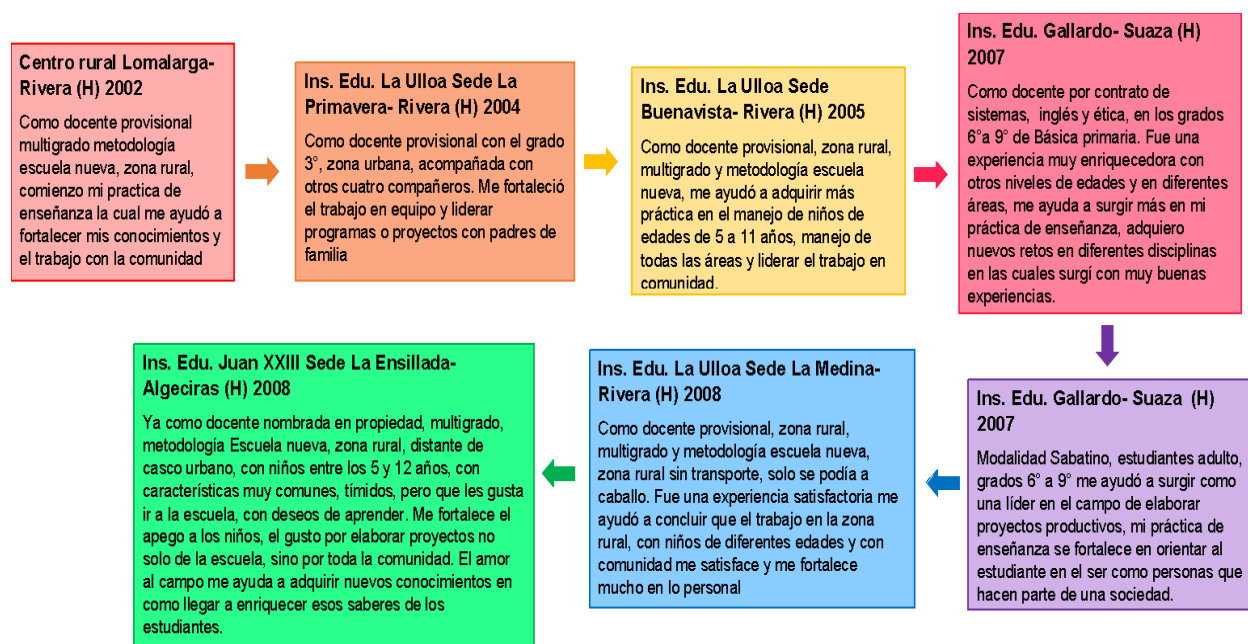 Centro rural Lomalarga-
Rivera (H) 2002
Como docente provisional
multigrado metodología
escuela nueva, zona rural,
comienzo mi practica de
enseñanza la cual me ayudó a
fortalecer mis conocimientos y
el trabajo con la comunidad
Ins. Edu. La Ulloa Sede La
Primavera- Rivera (H) 2004
Como docente provisional con el grado
3°, zona urbana, acompañada con
otros cuatro compañeros. Me fortaleció
el trabajo en equipo y liderar
programas o proyectos con padres de
familia
Ins. Edu. La Ulloa Sede
Buenavista- Rivera (H) 2005
Como docente provisional, zona rural,
multigrado y metodología escuela
nueva, me ayudó a adquirir más
práctica en el manejo de niños de
edades de 5 a 11 años, manejo de
todas las áreas y liderar el trabajo en
comunidad.
Ins. Edu. Gallardo- Suaza (H)
2007
Como docente por contrato de
sistemas, inglés y ética, en los grados
6°a 9° de Básica primaria. Fue una
experiencia muy enriquecedora con
otros niveles de edades y en diferentes
áreas, me ayuda a surgir más en mi
práctica de enseñanza, adquiero
nuevos retos en diferentes disciplinas
en las cuales surgí con muy buenas
experiencias.
Ins. Edu. Gallardo- Suaza (H)
2007
Modalidad Sabatino, estudiantes adulto,
grados 6° a 9° me ayudó a surgir como
una líder en el campo de elaborar
proyectos productivos, mi práctica de
enseñanza se fortalece en orientar al
estudiante en el ser como personas que
hacen parte de una sociedad.
Ins. Edu. La Ulloa Sede La Medina-
Rivera (H) 2008
Como docente provisional, zona rural,
multigrado y metodología escuela nueva,
zona rural sin transporte, solo se podía a
caballo. Fue una experiencia satisfactoria me
ayudó a concluir que el trabajo en la zona
rural, con niños de diferentes edades y con
comunidad me satisface y me fortalece
mucho en lo personal
Ins. Edu. Juan XXIII Sede La Ensillada-
Algeciras (H) 2008
Ya como docente nombrada en propiedad, multigrado,
metodología Escuela nueva, zona rural, distante de
casco urbano, con niños entre los 5 y 12 años, con
características muy comunes, tímidos, pero que les gusta
ir a la escuela, con deseos de aprender. Me fortalece el
apego a los niños, el gusto por elaborar proyectos no
solo de la escuela, sino por toda la comunidad. El amor
al campo me ayuda a adquirir nuevos conocimientos en
como llegar a enriquecer esos saberes de los
estudiantes.